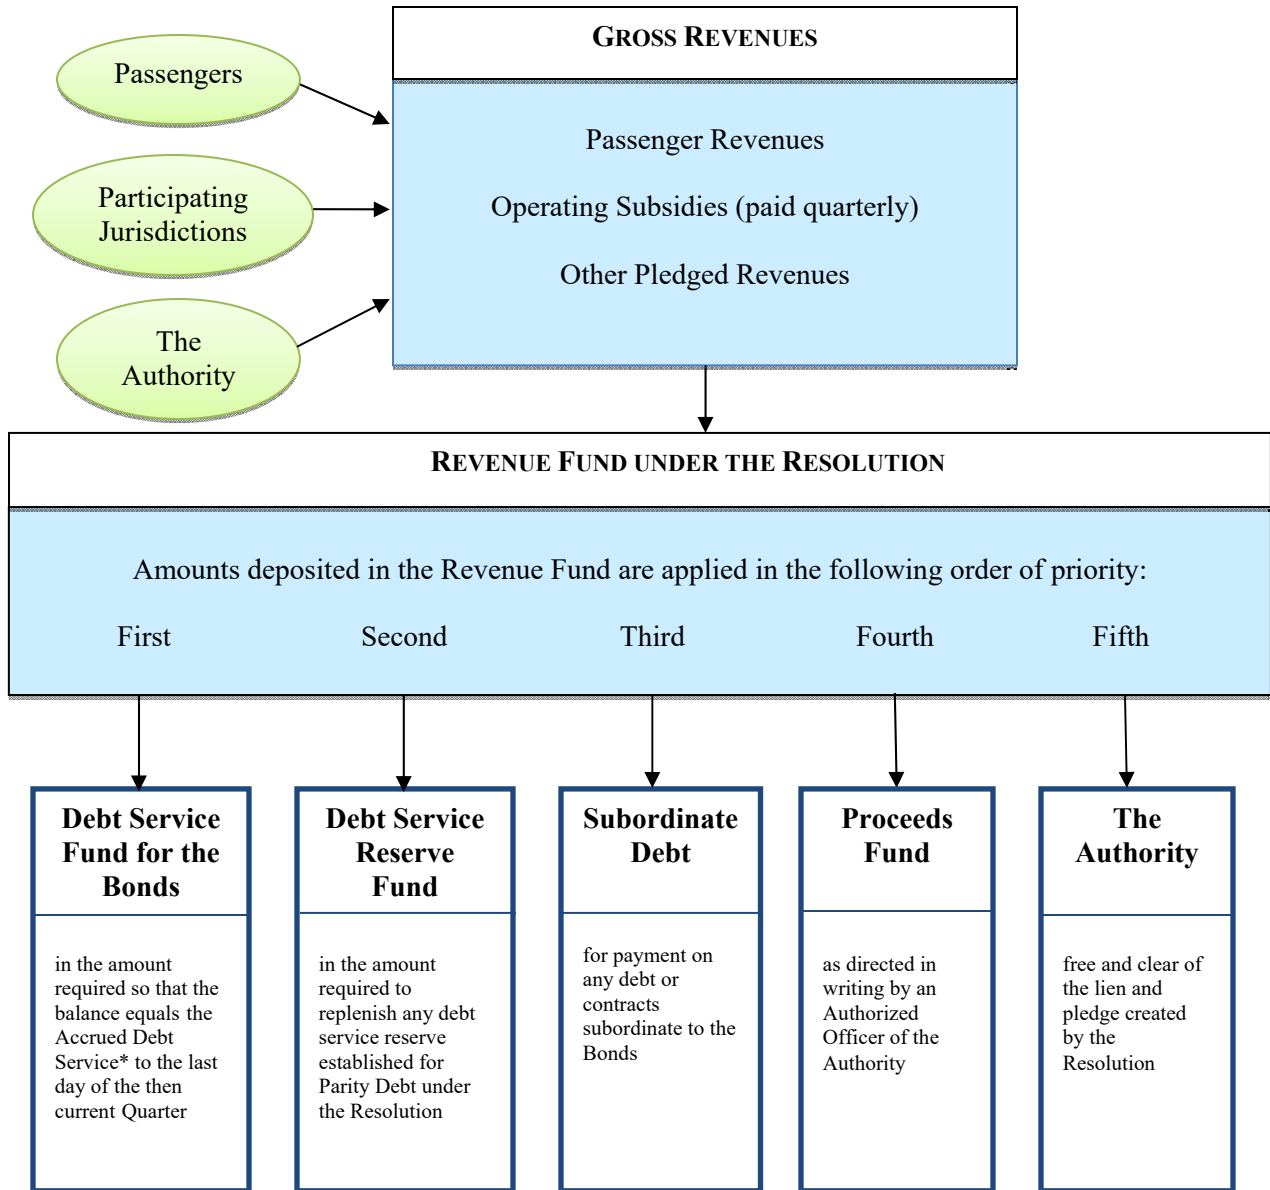 GROSS REVENUES
Passengers
Passenger Revenues
Participating
Jurisdictions
Operating Subsidies (paid quarterly)
Other Pledged Revenues
The
Authority
REVENUE FUND UNDER THE RESOLUTION
Amounts deposited in the Revenue Fund are applied in the following order of priority:
First
Second
Third
Fourth
Fifth
Debt Service
Fund for the
Bonds
in the amount
required so that the
balance equals the
Accrued Debt
Service* to the last
day of the then
current Quarter
Debt Service
Reserve
Fund
in the amount
required to
replenish any debt
service reserve
established for
Parity Debt under
the Resolution
Subordinate
Debt
for payment on
any debt or
contracts
subordinate to the
Bonds
Proceeds
Fund
as directed in
writing by an
Authorized
Officer of the
Authority
The
Authority
free and clear of
the lien and
pledge created
by the
Resolution